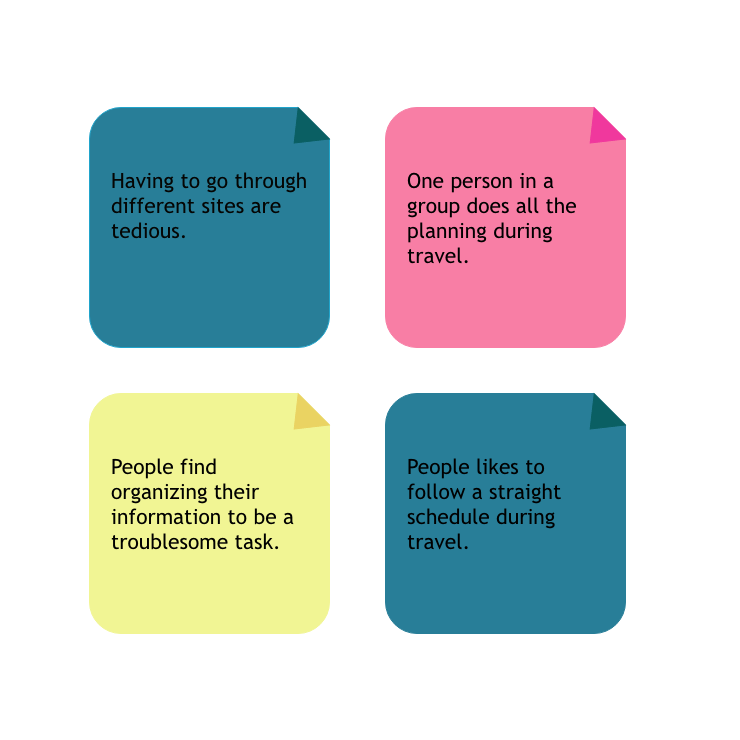 Having to go through
different sites are
tedious.
One person in a
group does all the
planning during
travel.
People find
organizing their
information to be a
troublesome task.
People likes to
follow a straight
schedule during
travel.